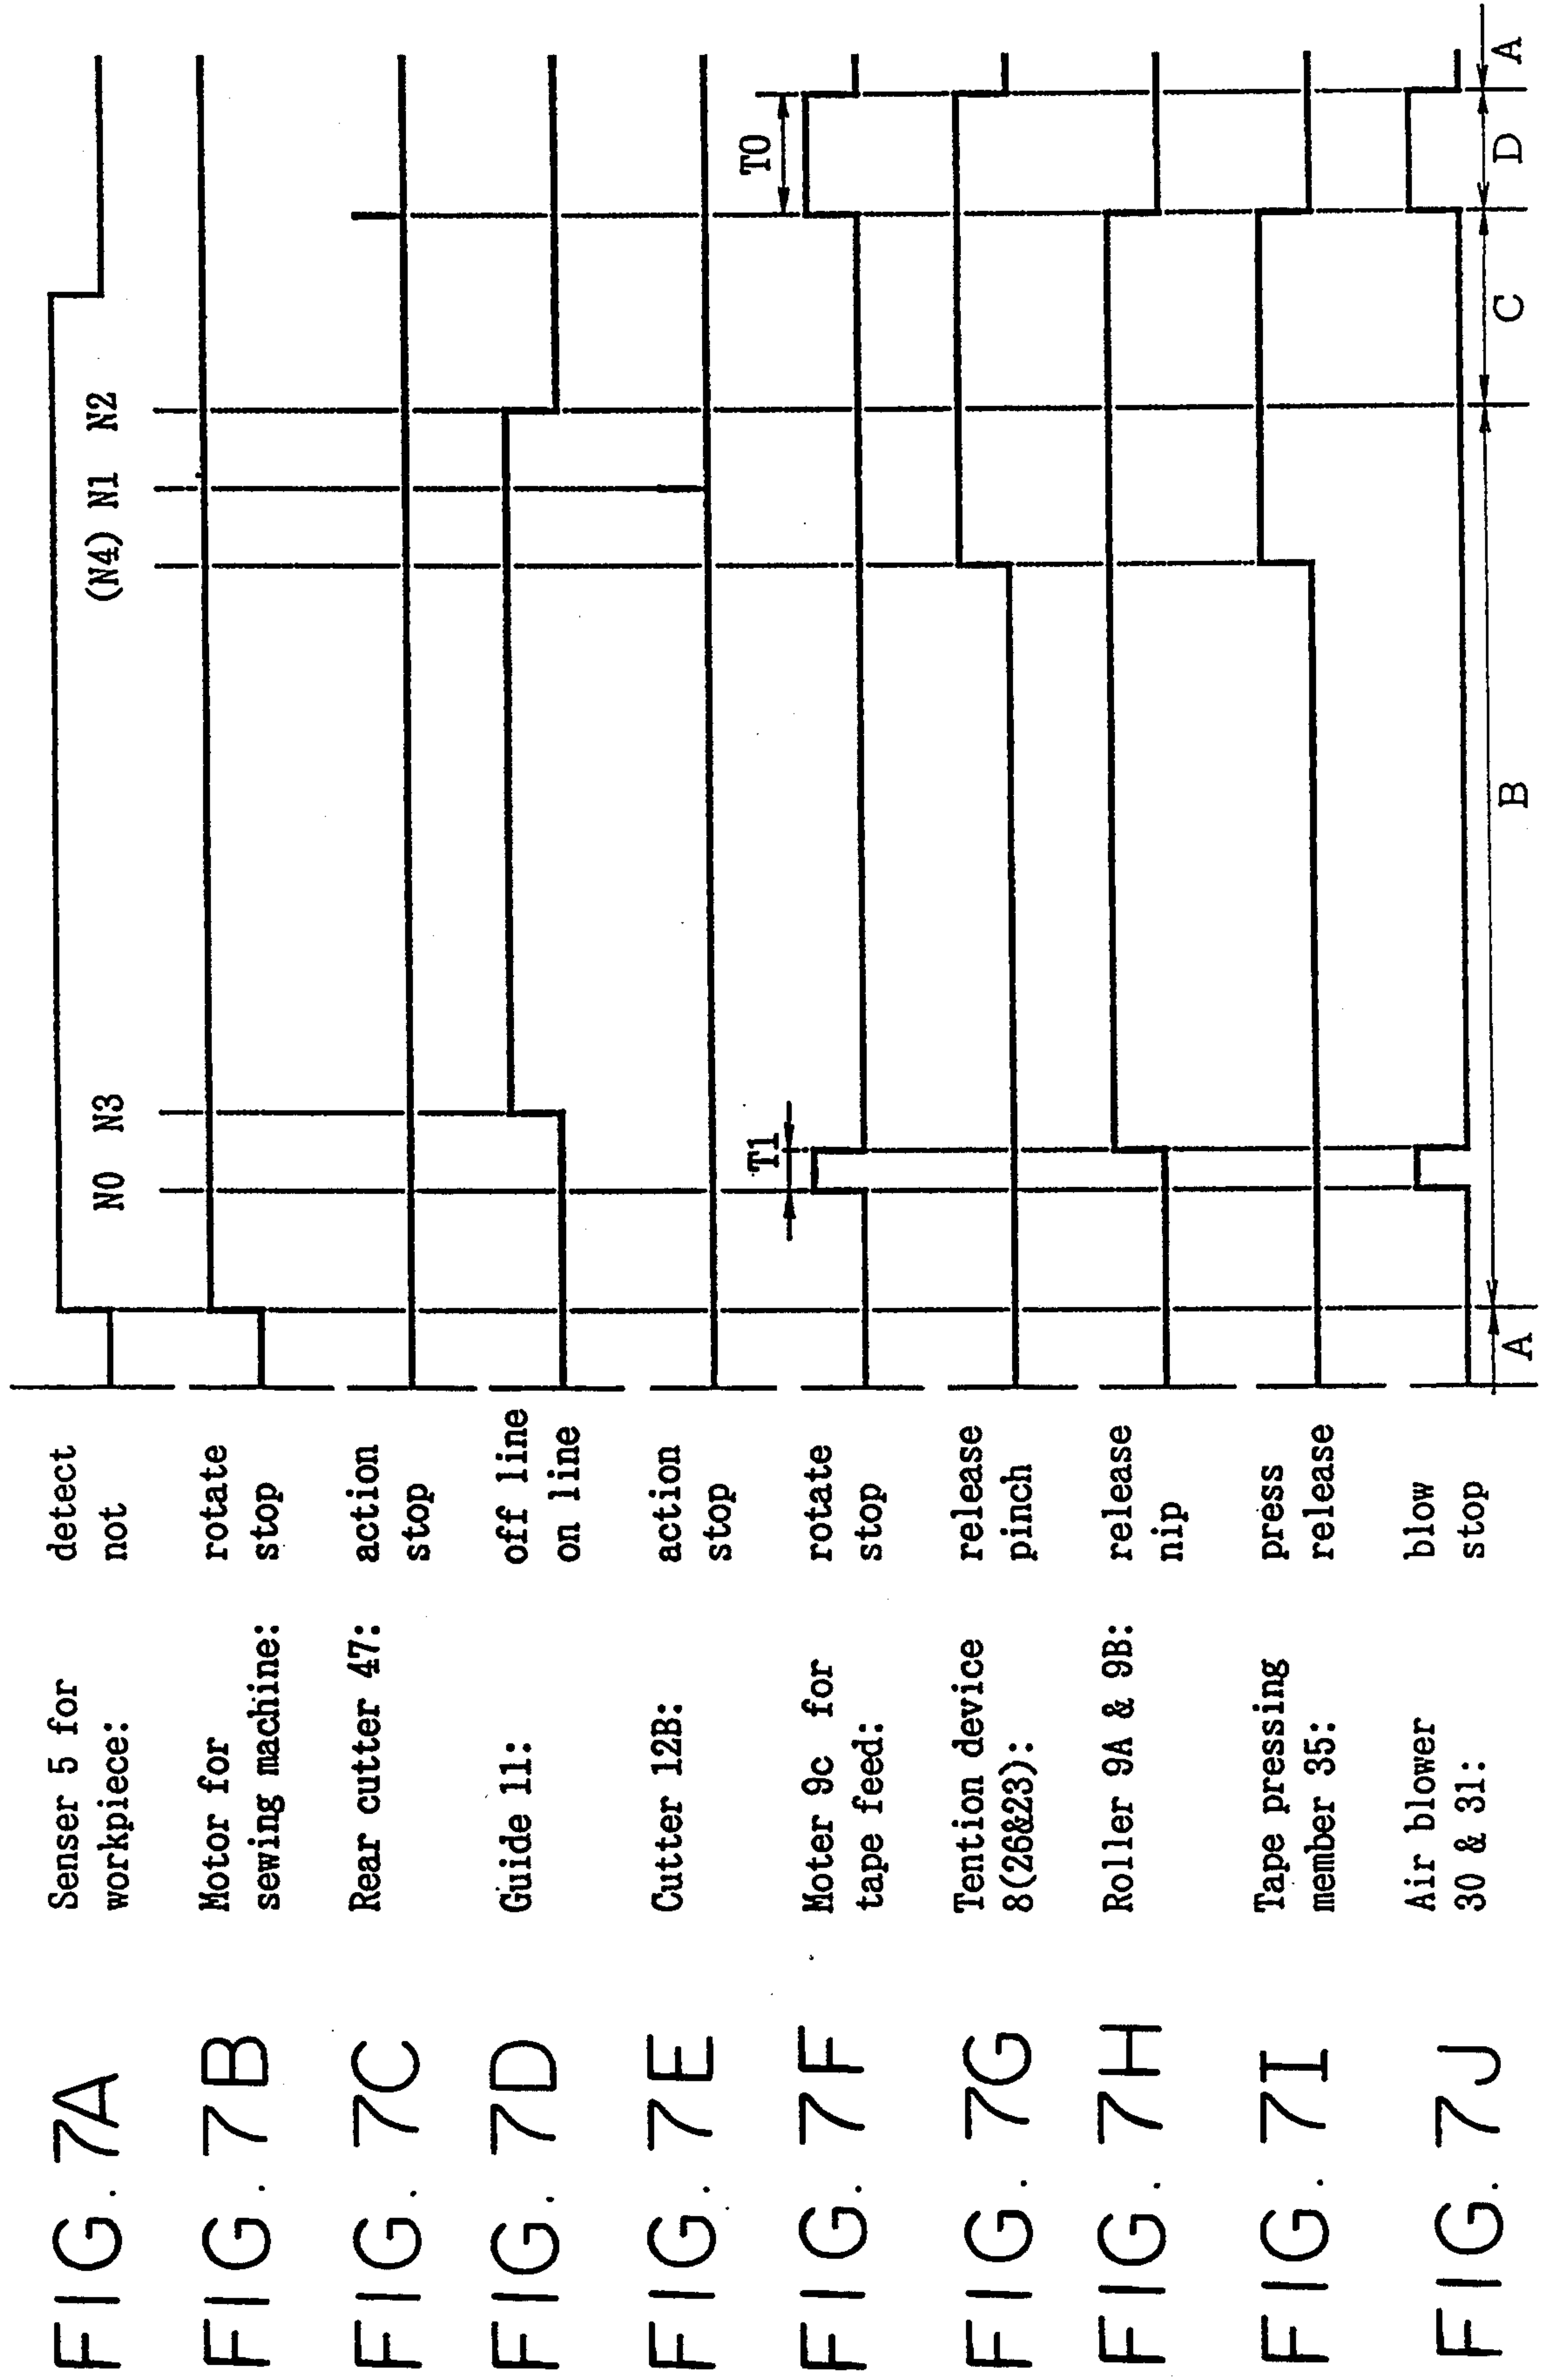 FIG. 7A
Senser 5 for
workpiece:
detect
not
N0 N3 (N4) N1 N2
FIG. 7B
Motor for
sewing machine:
rotate
stop
FIG. 7C
Rear cutter 47:
action
stop
FIG. 7D
Guide 11:
off line
on line
FIG. 7E
Cutter 12B:
action
stop
FIG. 7F
Moter 9c for
tape feed:
rotate
stop
T1
T0
FIG. 7G
Tention device
8(26&23):
release
pinch
FIG. 7H
Roller 9A & 9B:
release
nip
FIG. 7I
Tape pressing
member 35:
press
release
FIG. 7J
Air blower
30 & 31:
blow
stop
A B C D A